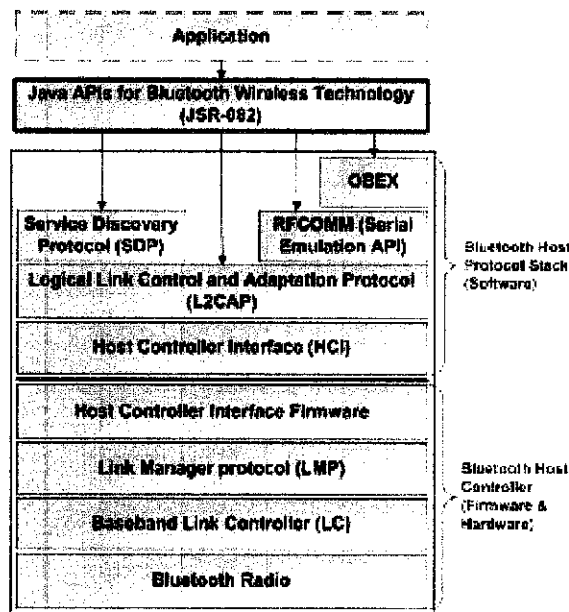 Application
Java APIs for Bluetooth Wireless Technology
(JSR-082)
OBEX
Service Discovery
Protocol (SDP)
RFCOMM (Serial
Emulation API)
Logical Link Control and Adaptation Protocol
(L2CAP)
Host Controller Interface (HCI)
Bluetooth Host
Protocol Stack
(Software)
Host Controller Interface Firmware
Link Manager protocol (LMP)
Baseband Link Controller (LC)
Bluetooth Radio
Bluetooth Host
Controller
(Firmware &
Hardware)